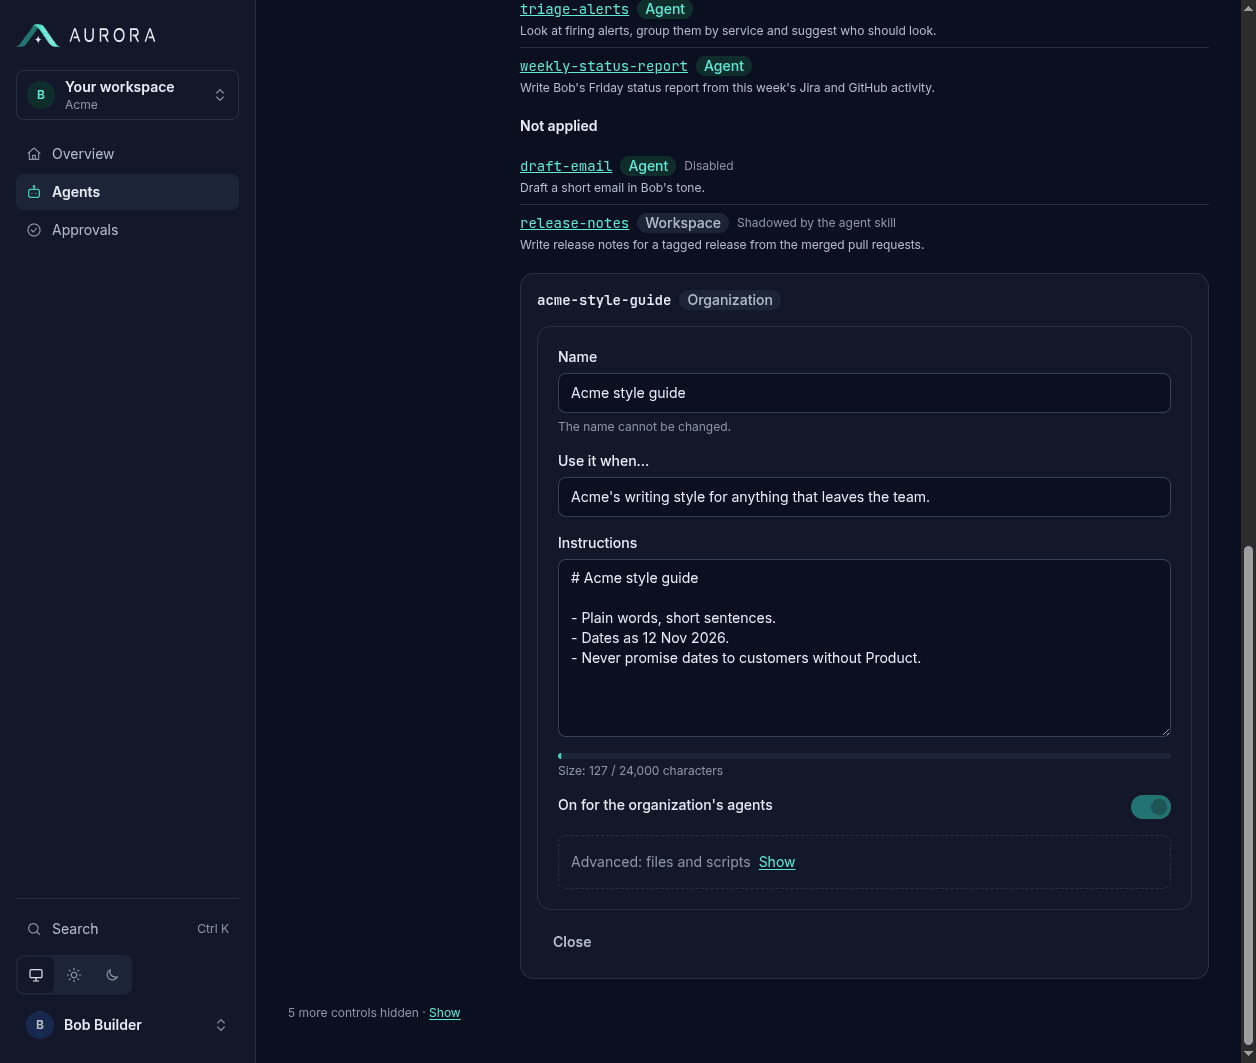 AURORA
B
Your workspace
Acme
Overview
Agents
Approvals
Search
Ctrl K
B
Bob Builder
triage-alerts Agent
Look at firing alerts, group them by service and suggest who should look.
weekly-status-report Agent
Write Bob's Friday status report from this week's Jira and GitHub activity.
Not applied
draft-email Agent Disabled
Draft a short email in Bob's tone.
release-notes Workspace Shadowed by the agent skill
Write release notes for a tagged release from the merged pull requests.
acme-style-guide Organization
Name
Acme style guide
The name cannot be changed.
Use it when...
Acme's writing style for anything that leaves the team.
Instructions
# Acme style guide
- Plain words, short sentences.
- Dates as 12 Nov 2026.
- Never promise dates to customers without Product.
Size: 127 / 24,000 characters
On for the organization's agents
Advanced: files and scripts Show
Close
5 more controls hidden · Show